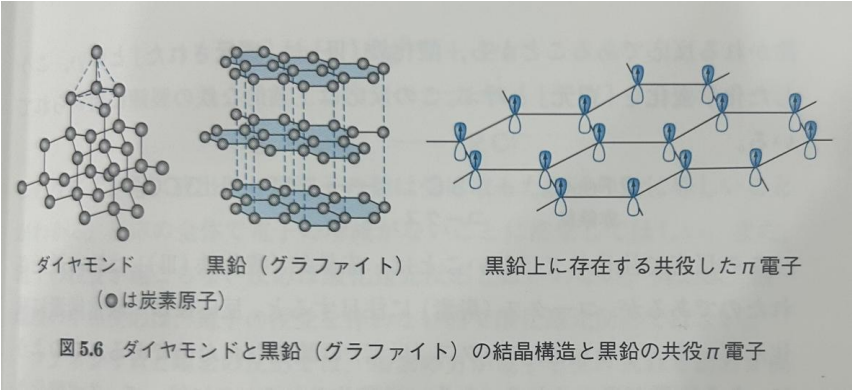 ダイヤモンド
黒鉛（グラファイト）
黒鉛上に存在する共役したπ電子
（は炭素原子）
図5.6 ダイヤモンドと黒鉛（グラファイト）の結晶構造と黒鉛の共役π電子